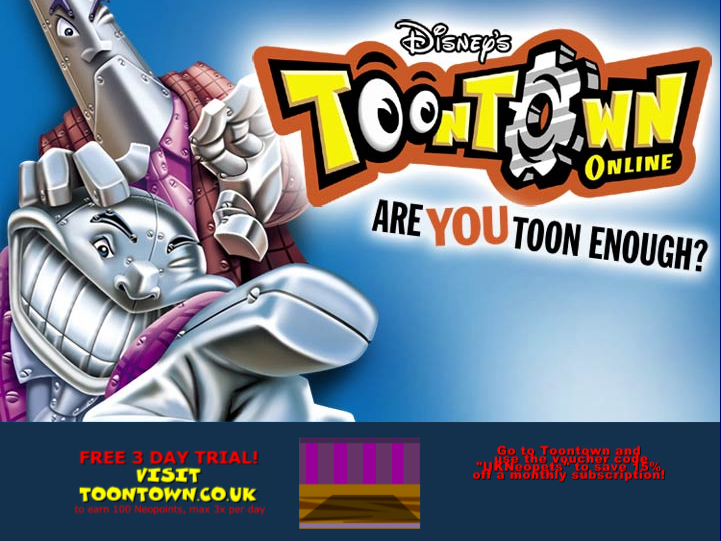 Disney's
TOONTOWN
ONLINE
ARE YOU TOON ENOUGH?
FREE 3 DAY TRIAL!
VISIT
TOONTOWN.CO.UK
to earn 100 Neopoints, max 3x per day
Go to Toontown and
use the voucher code
"UKNeopets" to save 15%
off a monthly subscription!